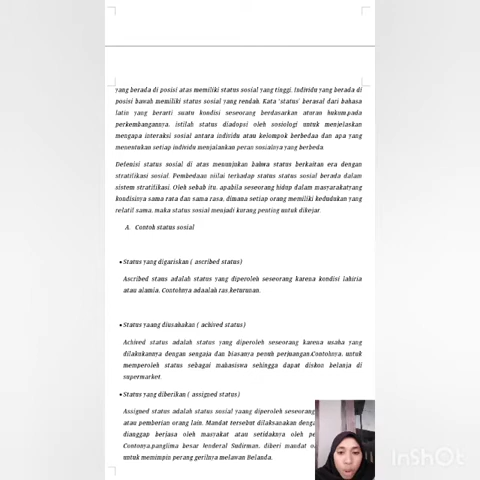 yang berada di posisi atas memiliki status sosial yang tinggi. Individu yang berada di
posisi bawah memiliki status sosial yang rendah. Kata 'status' berasal dari bahasa
latin yang berarti suatu kondisi seseorang berdasarkan aturan hukum.pada
perkembangannya, istilah status diadopsi oleh sosiologi untuk menjelaskan
mengapa interaksi sosial antara individu atau kelompok berbedaa dan apa yang
menentukan setiap individu menjalankan peran sosialnya yang berbeda.
Defenisi status sosial di atas menunjukan bahwa status berkaitan era dengan
stratifikasi sosial. Pembedaan niilai terhadap status status sosial berada dalam
sistem stratifikasi. Oleh sebab itu, apabila seseorang hidup dalam masyarakatyang
kondisinya sama rata dan sama rasa, dimana setiap orang memiliki kedudukan yang
relatif sama, maka status sosial menjadi kurang penting untuk dikejar.
A. Contoh status sosial
• Status yang digariskan ( ascribed status)
Ascribed staus adalah status yang diperoleh seseorang karena kondisi lahiria
atau alamia. Contohnya adaalah ras,keturunan.
• Status yaang diusahakan ( achived status)
Achived status adalah status yang diperoleh seseorang karena usaha yang
dilakukannya dengan sengaja dan biasanya penuh perjuangan.Contohnya, untuk
memperoleh status sebagai mahasiswa sehingga dapat diskon belanja di
supermarket.
• Status yang diberikan ( assigned status)
Assigned status adalah status sosial yaang diperoleh seseorang
atau pemberian orang lain. Mandat tersebut dilaksanakan
dianggap berjasa oleh masyakat atau setidaknya oleh
Contonya,panglima besar Jenderal Sudirman, diberi mandat
untuk memimpin perang gerilnya melawan Belanda.
InShOt